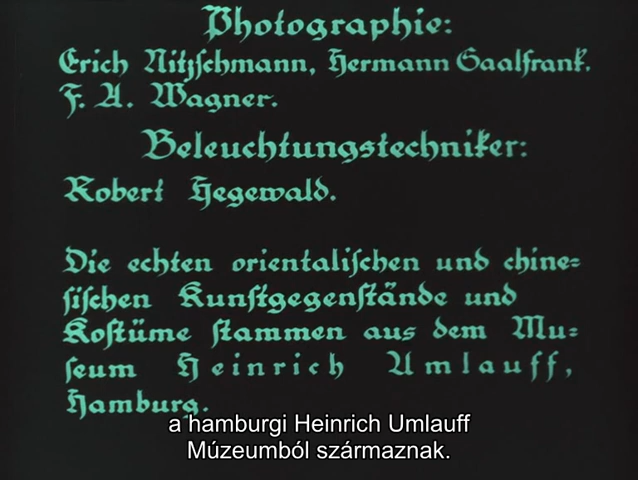 Photographie:
Erich Nitzschmann, Hermann Saalfrank.
F. A. Wagner.
Beleuchtungstechniker:
Robert Hegewald.
Die echten orientalischen und chine=
sischen Kunstgegenstände und
Kostüme stammen aus dem Mu=
seum Heinrich Umlauff,
Hamburg.
a hamburgi Heinrich Umlauff
Múzeumból származnak.